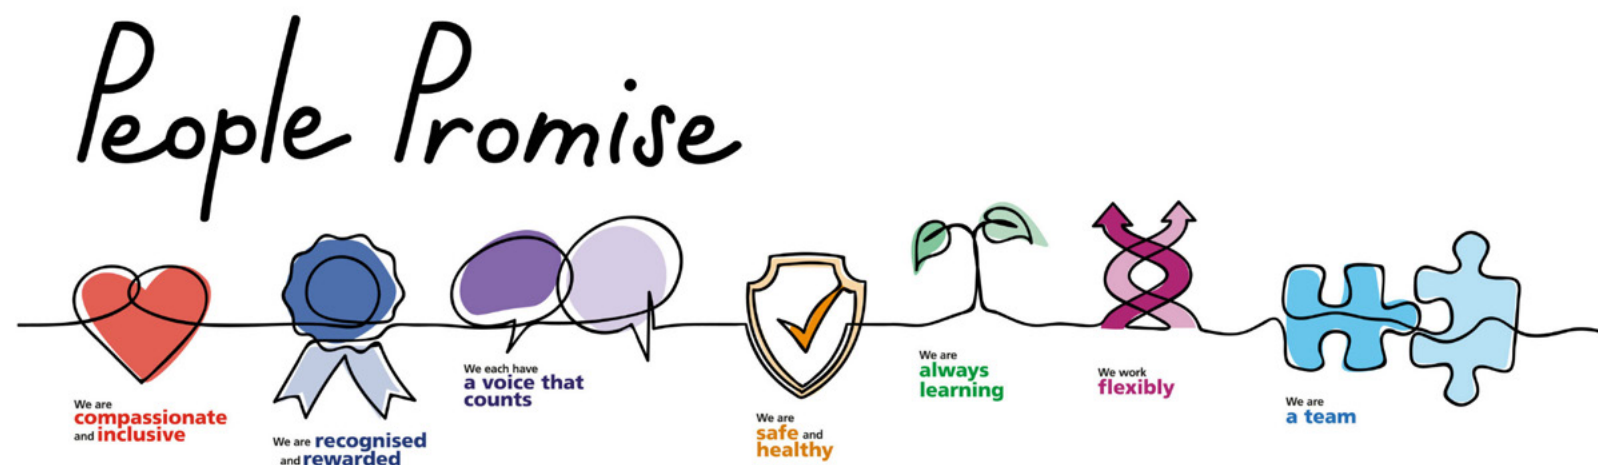 People Promise
We are
compassionate
and inclusive
We are recognised
and rewarded
We each have
a voice that
counts
We are
safe and
healthy
We are
always
learning
We work
flexibly
We are
a team